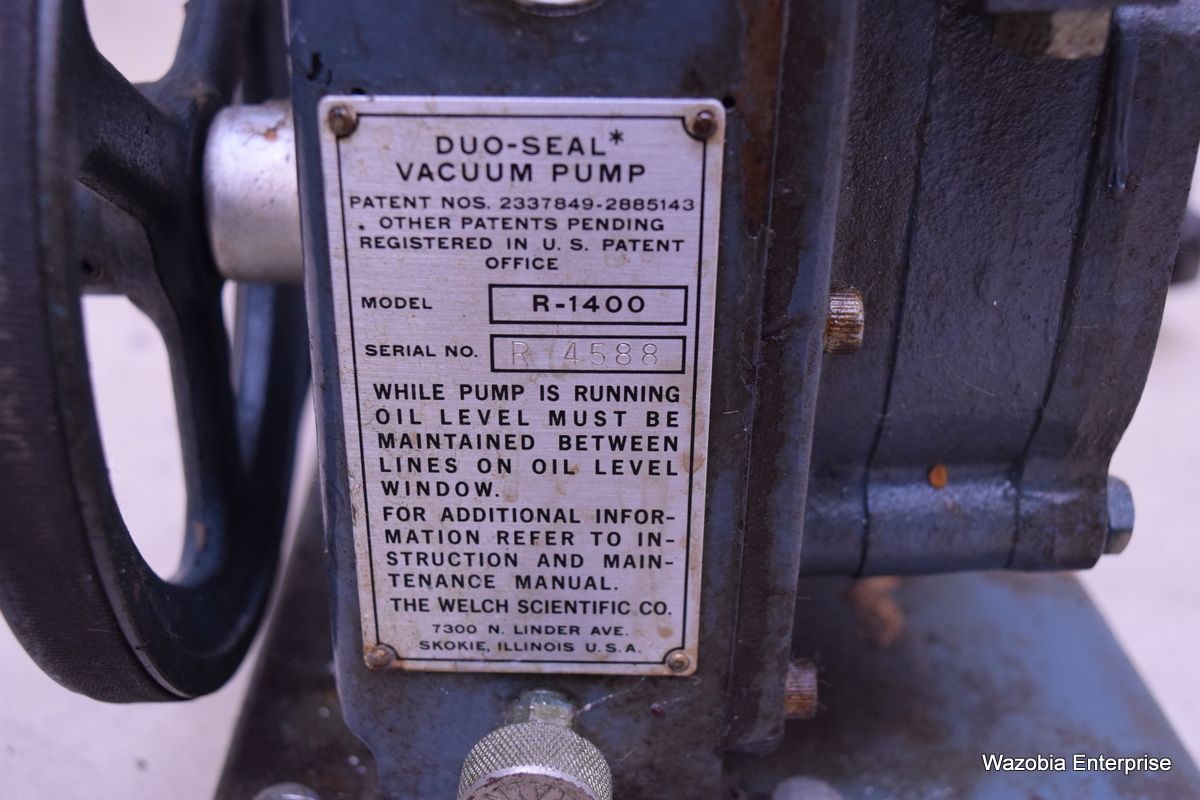 DUO-SEAL*
VACUUM PUMP
PATENT NOS. 2337849-2885143
OTHER PATENTS PENDING
REGISTERED IN U. S. PATENT
OFFICE
MODEL R-1400
SERIAL NO. R 4588
WHILE PUMP IS RUNNING
OIL LEVEL MUST BE
MAINTAINED BETWEEN
LINES ON OIL LEVEL
WINDOW.
FOR ADDITIONAL INFOR-
MATION REFER TO IN-
STRUCTION AND MAIN-
TENANCE MANUAL.
THE WELCH SCIENTIFIC CO.
7300 N. LINDER AVE.
SKOKIE, ILLINOIS U.S.A.
Wazobia Enterprise